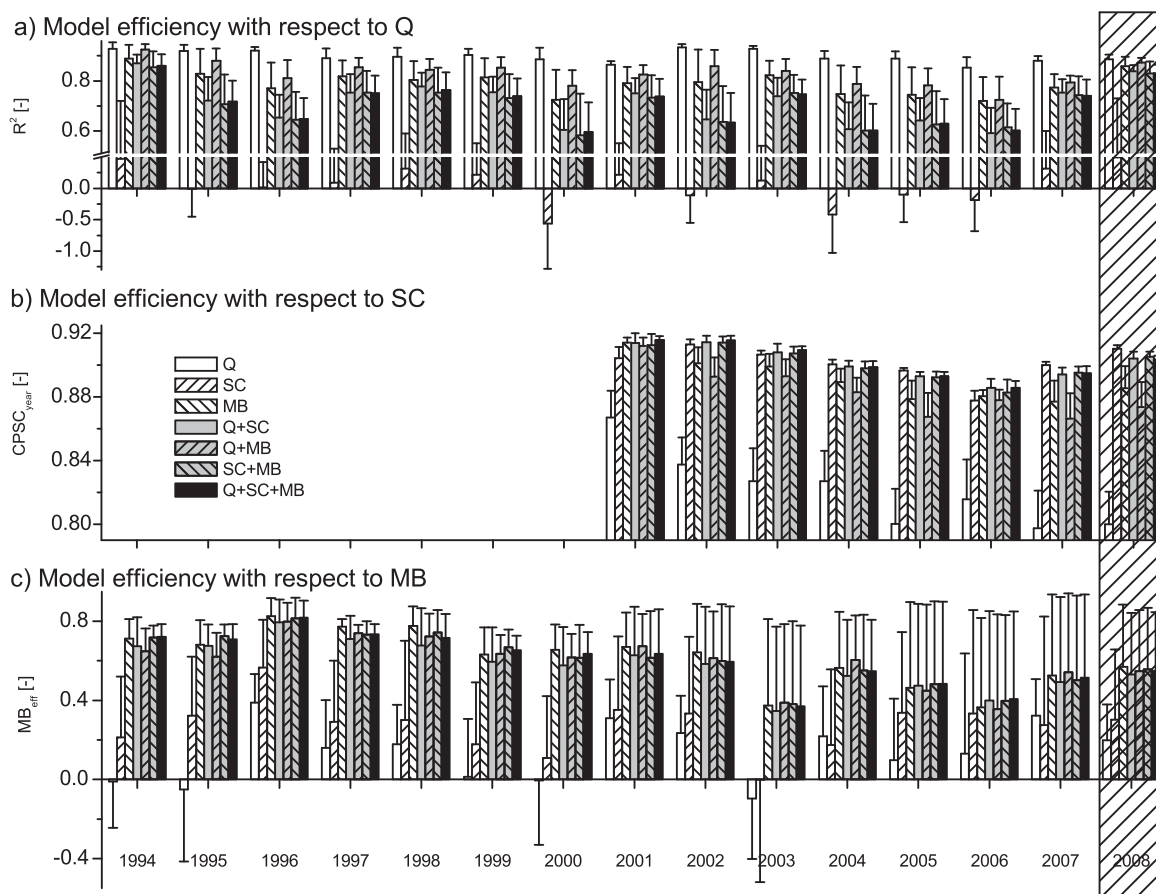 a) Model efficiency with respect to Q
R² [-]
0.8
0.6
0.0
-0.5
-1.0
b) Model efficiency with respect to SC
CPSCyear [-]
0.92
0.88
0.84
0.80
Q
SC
MB
Q+SC
Q+MB
SC+MB
Q+SC+MB
c) Model efficiency with respect to MB
MBeff [-]
0.8
0.4
0.0
-0.4
1994 1995 1996 1997 1998 1999 2000 2001 2002 2003 2004 2005 2006 2007 2008